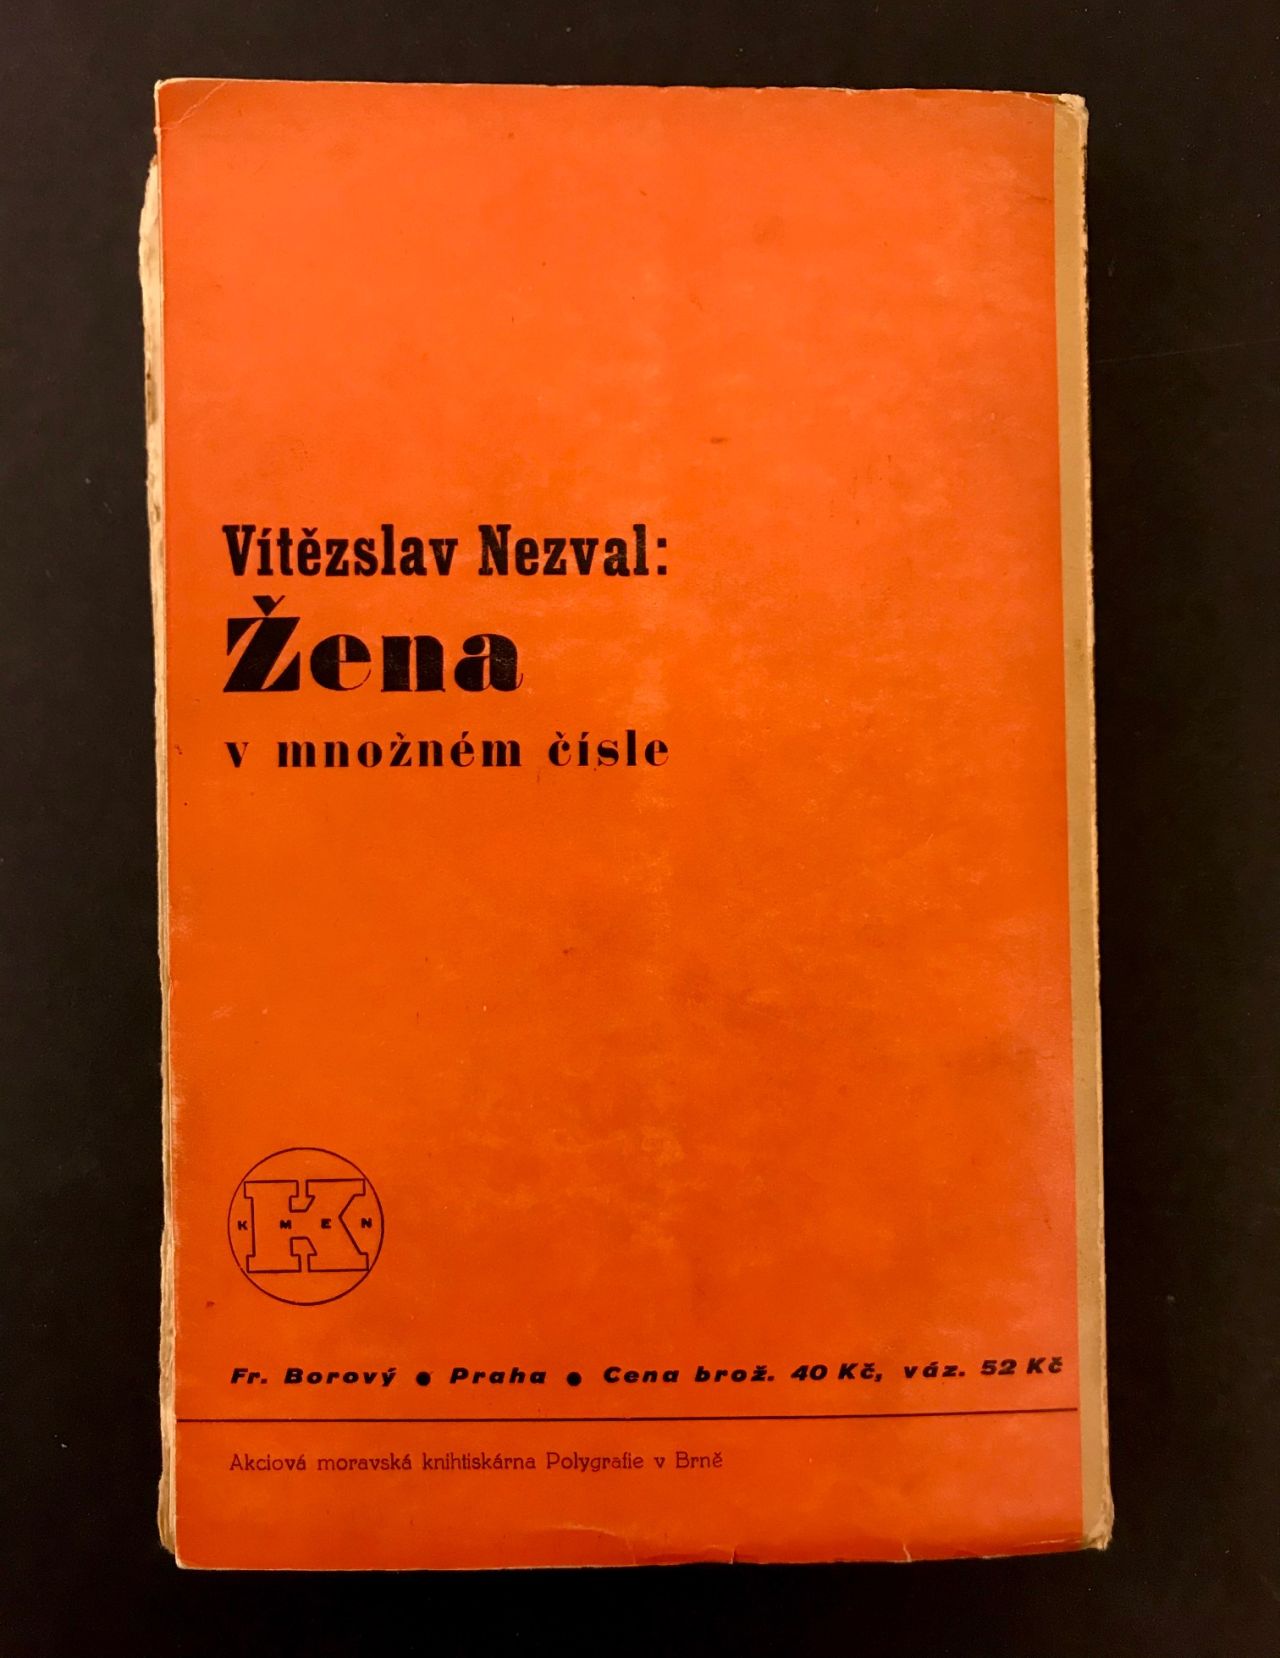 Vítězslav Nezval:
Žena
v množném čísle
K
K M E N
Fr. Borový ● Praha ● Cena brož. 40 Kč, váz. 52 Kč
Akciová moravská knihtiskárna Polygrafie v Brně